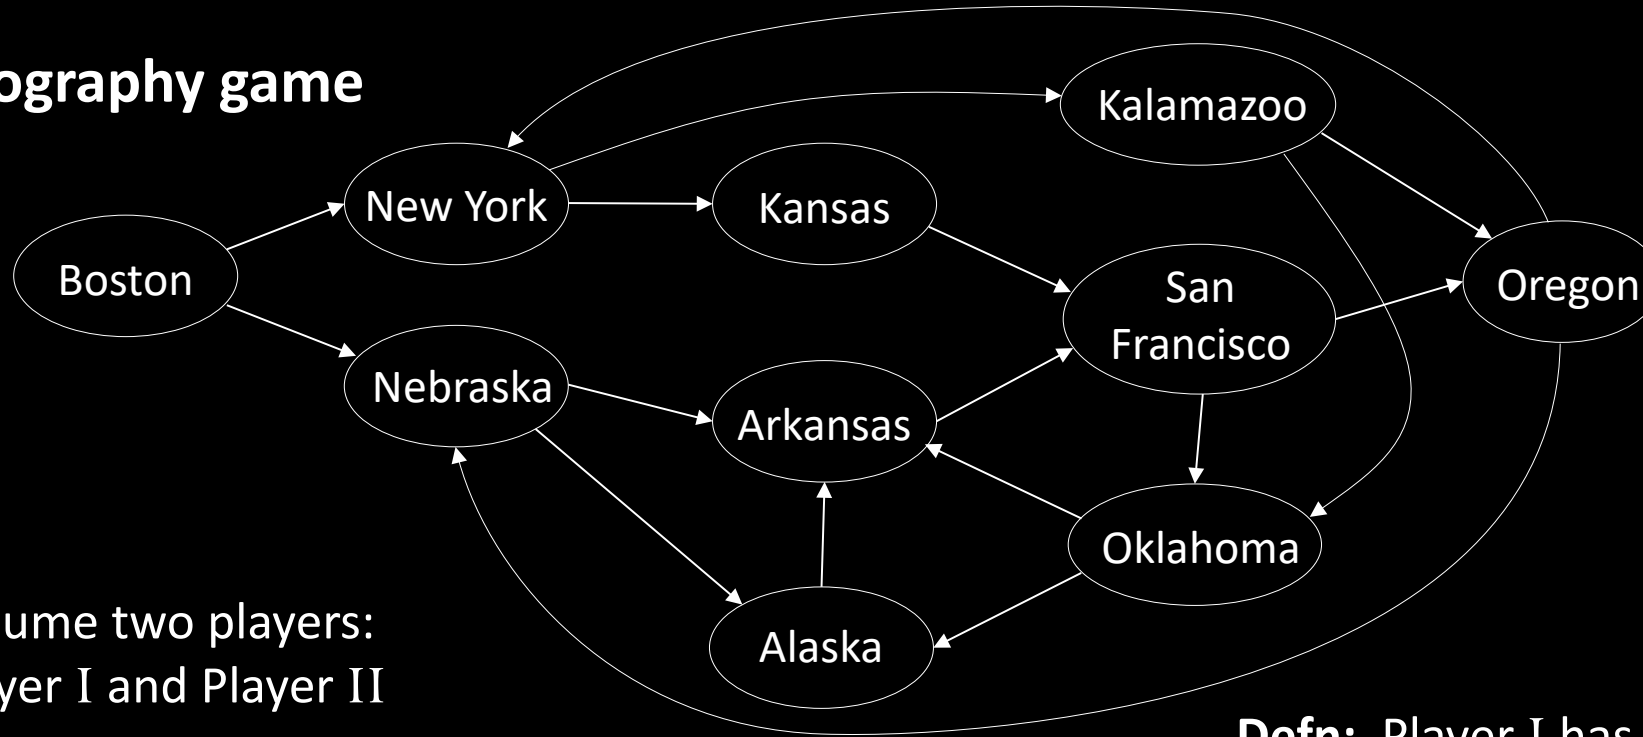 ography game
Kalamazoo
New York
Kansas
Boston
San
Francisco
Oregon
Nebraska
Arkansas
Oklahoma
Alaska
ume two players:
yer I and Player II
Defn: Player I has